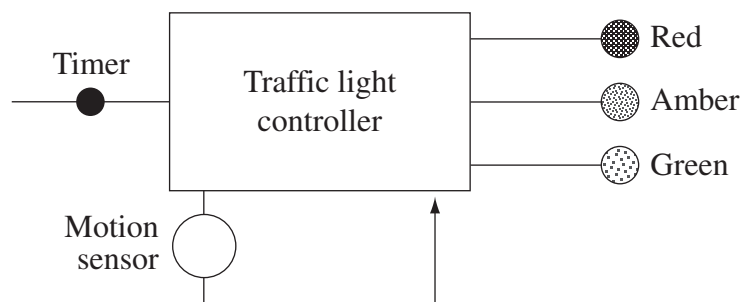 Timer
Traffic light
controller
Red
Amber
Green
Motion
sensor